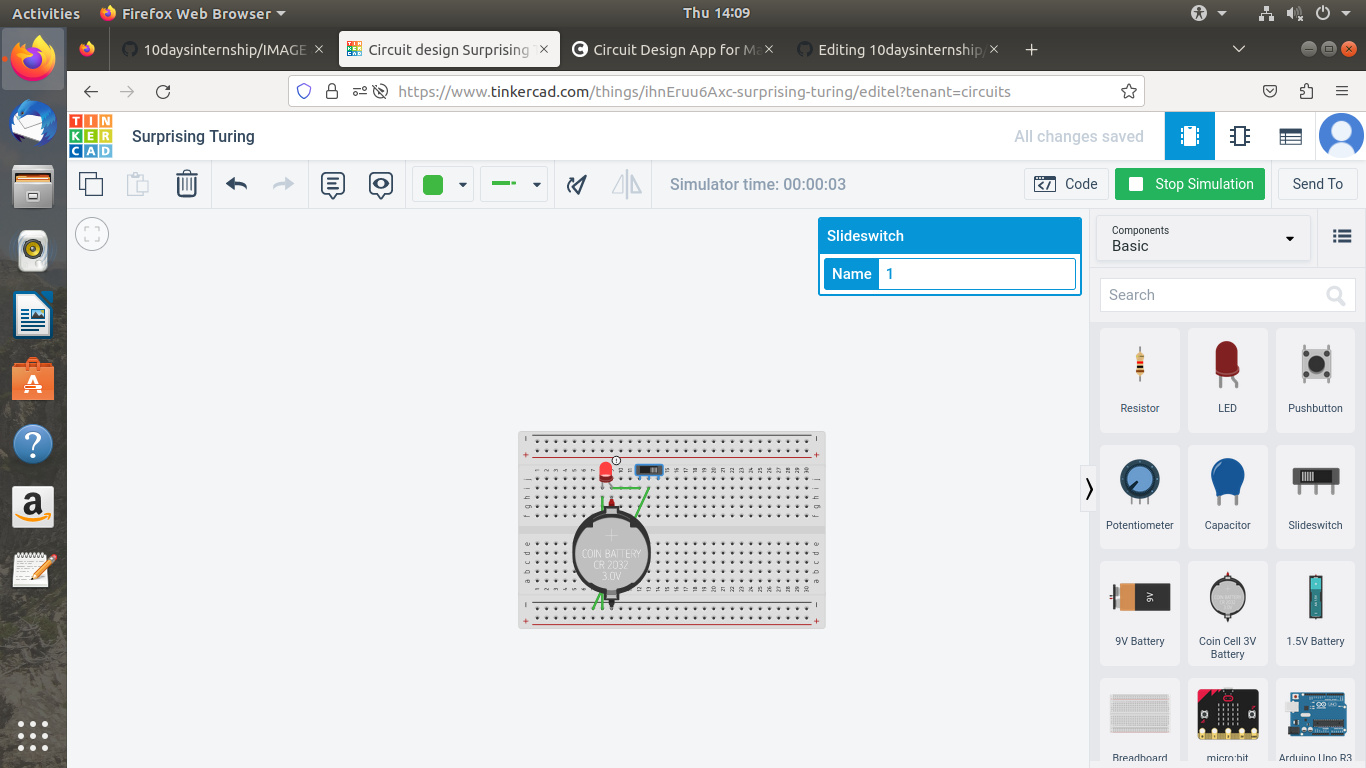 Activities
Firefox Web Browser
Thu 14:09
10daysinternship/IMAGE
Circuit design Surprising
Circuit Design App for Ma
Editing 10daysinternship/
https://www.tinkercad.com/things/ihnEruu6Axc-surprising-turing/editel?tenant=circuits
TIN
KER
CAD
Surprising Turing
All changes saved
Simulator time: 00:00:03
Code
Stop Simulation
Send To
Slideswitch
Name 1
Components
Basic
Search
Resistor
LED
Pushbutton
Potentiometer
Capacitor
Slideswitch
9V
9V Battery
Coin Cell 3V
Battery
1.5V Battery
Breadboard
micro:bit
Arduino Uno R3
COIN BATTERY
CR 2032
3.0V